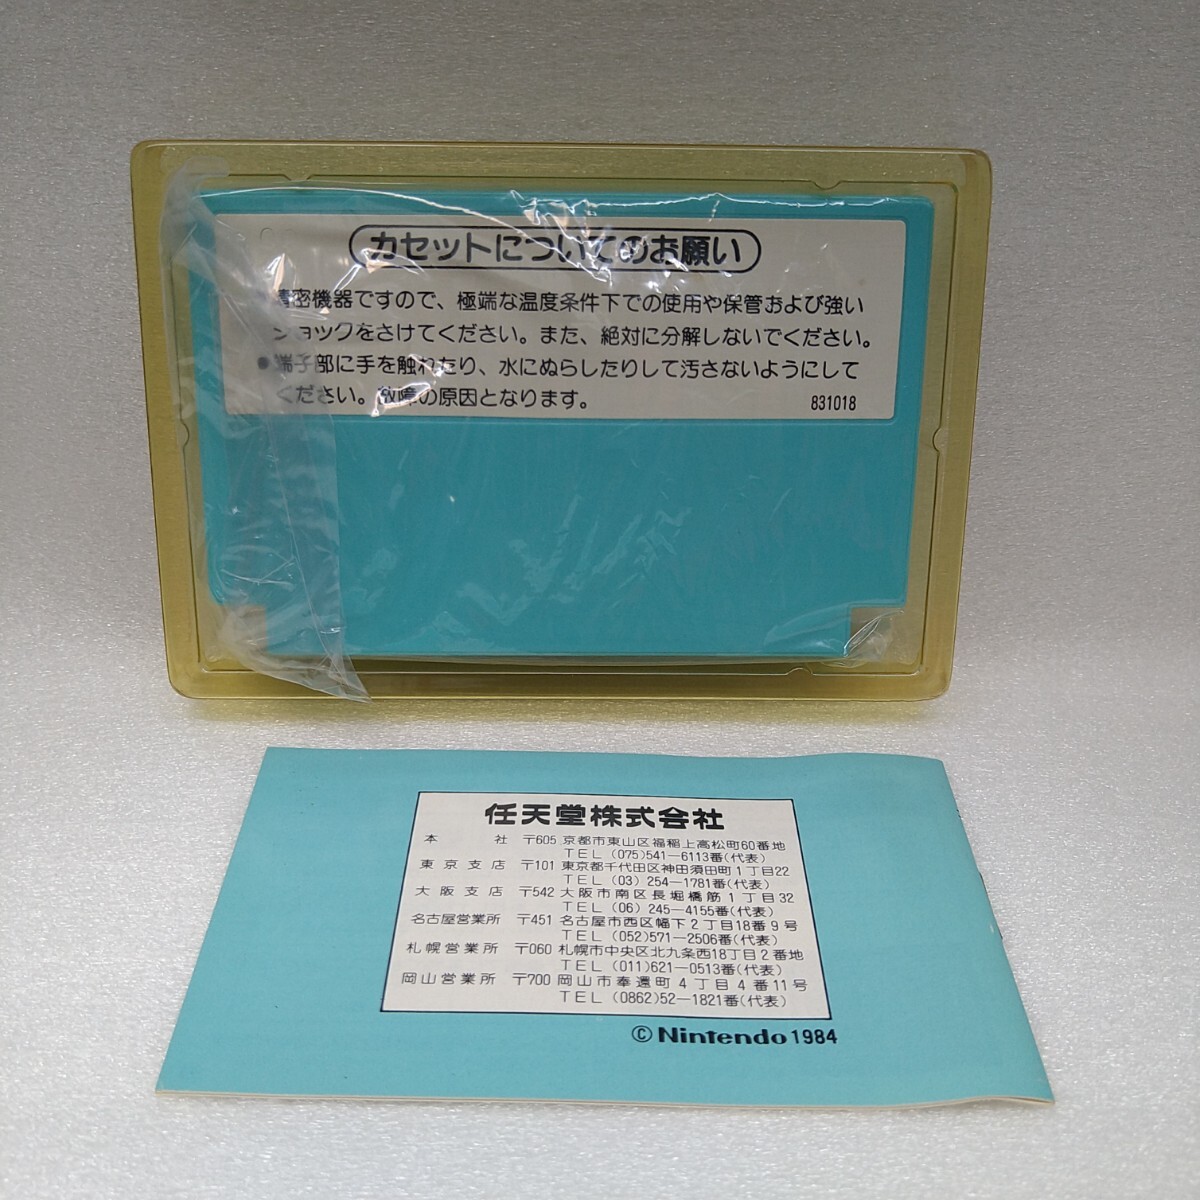 カセットについてのお願い
●精密機器ですので、極端な温度条件下での使用や保管および強い
ショックをさけてください。また、絶対に分解しないでください。
●端子部に手を触れたり、水にぬらしたりして汚さないようにして
ください。故障の原因となります。
831018
任天堂株式会社
本社 〒605 京都市東山区福稲上高松町60番地
TEL (075)541-6113番(代表)
東京支店 〒101 東京都千代田区神田須田町1丁目22
TEL (03) 254-1781番(代表)
大阪支店 〒542 大阪市南区長堀橋筋1丁目32
TEL (06) 245-4155番(代表)
名古屋営業所 〒451 名古屋市西区幅下2丁目18番9号
TEL (052)571-2506番(代表)
札幌営業所 〒060 札幌市中央区北九条西18丁目2番地
TEL (011)621-0513番(代表)
岡山営業所 〒700 岡山市奉還町4丁目4番11号
TEL (0862)52-1821番(代表)
©Nintendo 1984